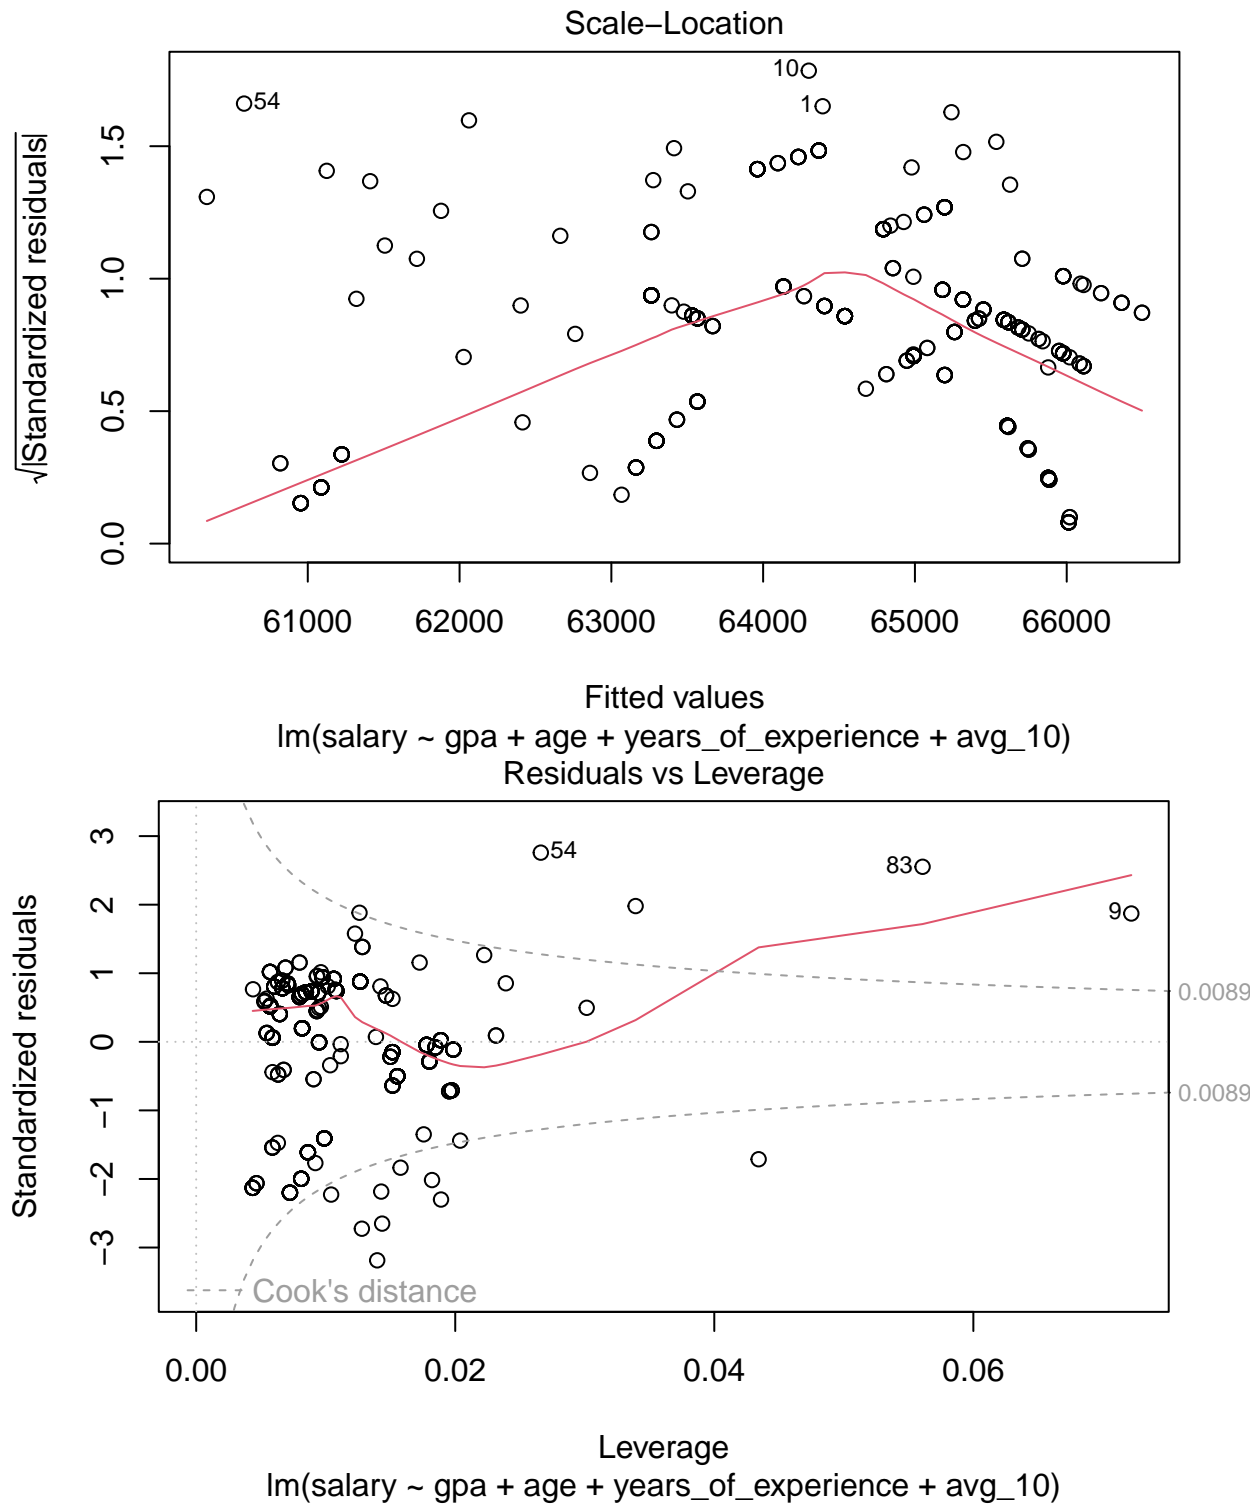 Scale−Location
√|Standardized residuals|
0.0 0.5 1.0 1.5
54
10
1
61000 62000 63000 64000 65000 66000
Fitted values
lm(salary ~ gpa + age + years_of_experience + avg_10)
Residuals vs Leverage
Standardized residuals
−3 −2 −1 0 1 2 3
54
83
9
0.0089
0.0089
Cook's distance
0.00 0.02 0.04 0.06
Leverage
lm(salary ~ gpa + age + years_of_experience + avg_10)